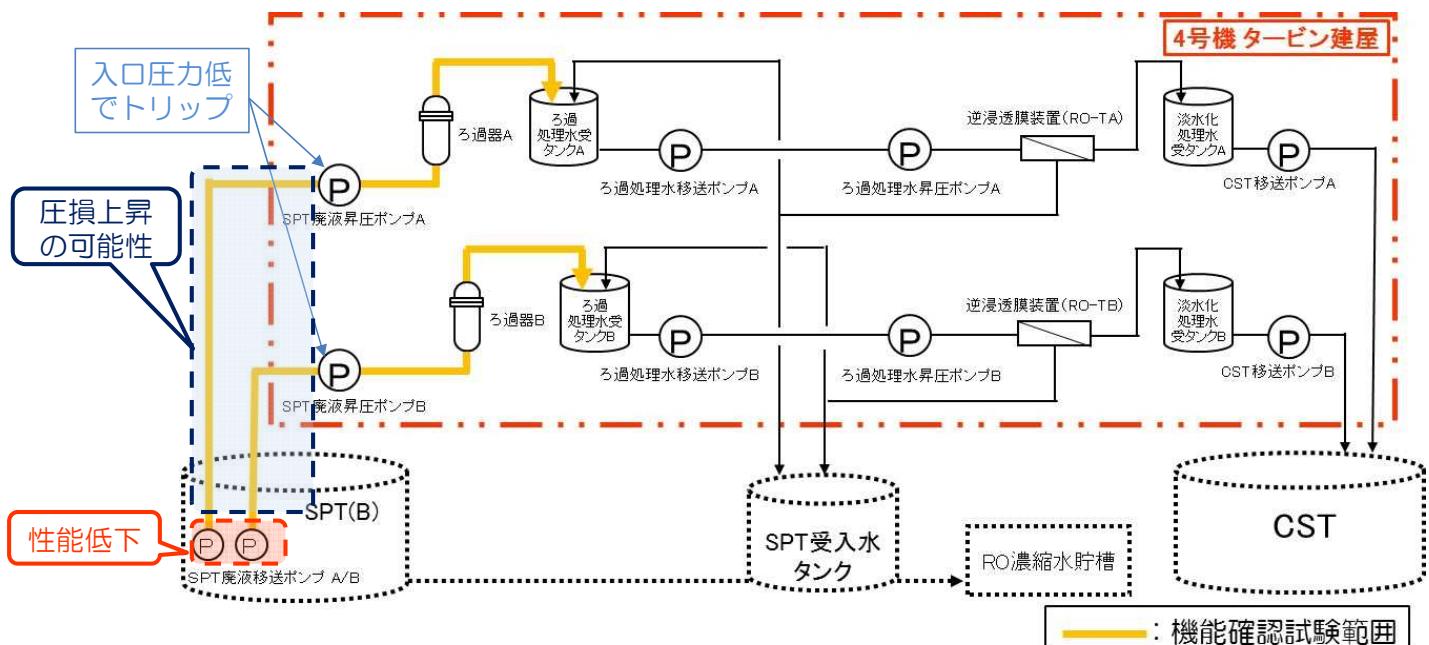 4号機 タービン建屋
入口圧力低
でトリップ
ろ過器A
ろ過
処理水受
タンクA
逆浸透膜装置(RO-TA)
淡水化
処理水
受タンクA
P
P
P
P
ろ過処理水移送ポンプA
ろ過処理水昇圧ポンプA
CST移送ポンプA
SPT廃液昇圧ポンプA
圧損上昇
の可能性
ろ過器B
ろ過
処理水受
タンクB
逆浸透膜装置(RO-TB)
淡水化
処理水
受タンクB
P
P
P
P
ろ過処理水移送ポンプB
ろ過処理水昇圧ポンプB
CST移送ポンプB
SPT廃液昇圧ポンプB
SPT(B)
性能低下
P
P
SPT廃液移送ポンプ A/B
SPT受入水
タンク
RO濃縮水貯槽
CST
：機能確認試験範囲